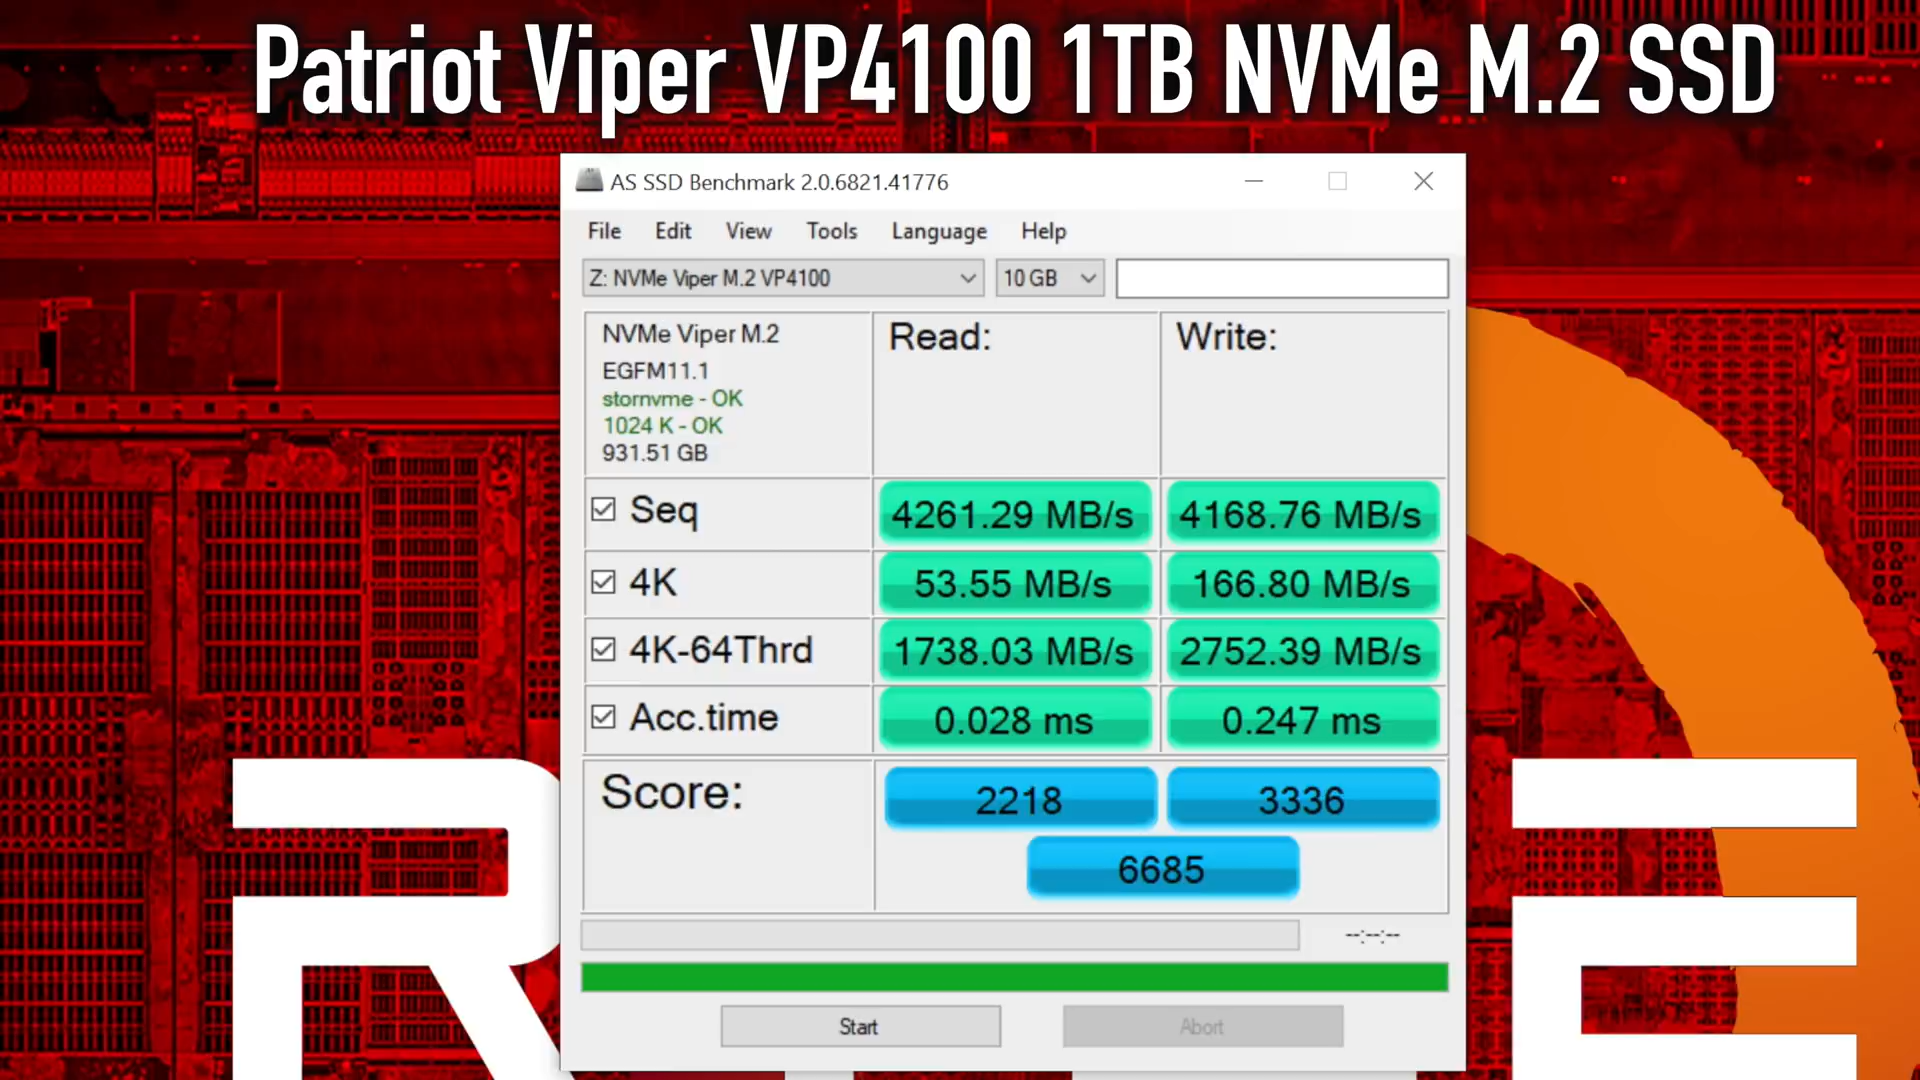 Patriot Viper VP4100 1TB NVMe M.2 SSD
AS SSD Benchmark 2.0.6821.41776
File Edit View Tools Language Help
Z: NVMe Viper M.2 VP4100 10 GB
NVMe Viper M.2 Read: Write:
EGFM11.1
stornvme - OK
1024 K - OK
931.51 GB
Seq 4261.29 MB/s 4168.76 MB/s
4K 53.55 MB/s 166.80 MB/s
4K-64Thrd 1738.03 MB/s 2752.39 MB/s
Acc.time 0.028 ms 0.247 ms
Score: 2218 3336
6685
--:--:--
Start Abort